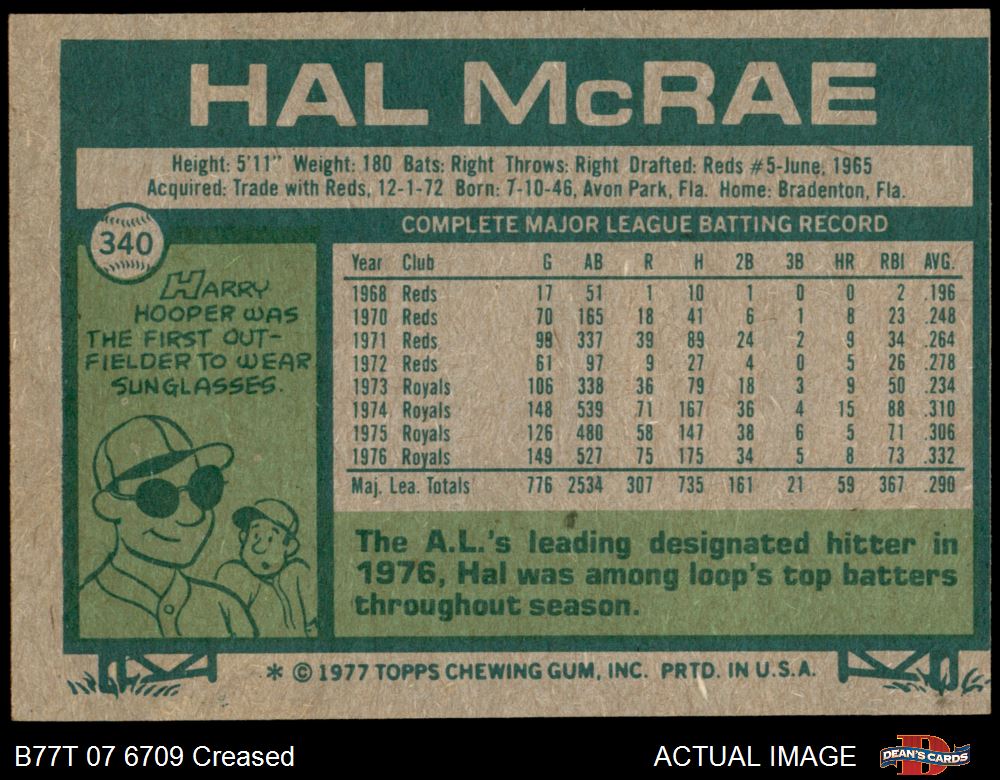 HAL McRAE
Height: 5'11" Weight: 180 Bats: Right Throws: Right Drafted: Reds #5-June, 1965
Acquired: Trade with Reds, 12-1-72 Born: 7-10-46, Avon Park, Fla. Home: Bradenton, Fla.
340
HARRY
HOOPER WAS
THE FIRST OUT-
FIELDER TO WEAR
SUNGLASSES.
COMPLETE MAJOR LEAGUE BATTING RECORD
Year Club G AB R H 2B 3B HR RBI AVG.
1968 Reds 17 51 1 10 1 0 0 2 .196
1970 Reds 70 165 18 41 6 1 8 23 .248
1971 Reds 99 337 39 89 24 2 9 34 .264
1972 Reds 61 97 9 27 4 0 5 26 .278
1973 Royals 106 338 36 79 18 3 9 50 .234
1974 Royals 148 539 71 167 36 4 15 88 .310
1975 Royals 126 480 58 147 38 6 5 71 .306
1976 Royals 149 527 75 175 34 5 8 73 .332
Maj. Lea. Totals 776 2534 307 735 161 21 59 367 .290
The A.L.'s leading designated hitter in
1976, Hal was among loop's top batters
throughout season.
* © 1977 TOPPS CHEWING GUM, INC. PRTD. IN U.S.A.
B77T 07 6709 Creased
ACTUAL IMAGE
D
DEAN'S CARDS